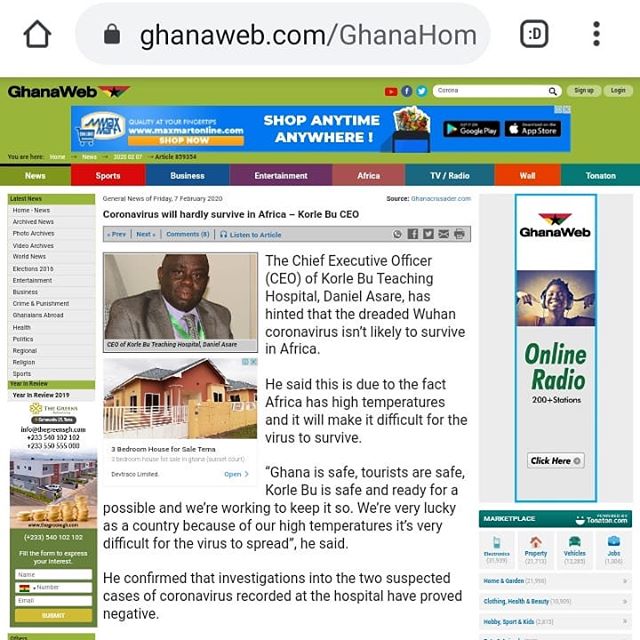 ghanaweb.com/GhanaHom
:D
GhanaWeb
Corona
Sign up
Login
MAXMART
QUALITY AT YOUR FINGERTIPS
www.maxmartonline.com
SHOP NOW
SHOP ANYTIME
ANYWHERE !
Google Play
App Store
You are here: Home → News → 2020 02 07 → Article 859354
News
Sports
Business
Entertainment
Africa
TV / Radio
Wall
Tonaton
Latest News
Home - News
Archived News
Photo Archives
Video Archives
World News
Elections 2016
Entertainment
Business
Crime & Punishment
Ghanaians Abroad
Health
Politics
Regional
Religion
Sports
Year In Review
Year In Review 2019
THE GREENS
info@thegreensgh.com
+233 540 102 102
+233 550 555 088
www.thegreensgh.com
(+233) 540 102 102
Fill the form to express
your interest.
Name
Number
Email
SUBMIT
Others
General News of Friday, 7 February 2020
Source: Ghanacrusader.com
Coronavirus will hardly survive in Africa – Korle Bu CEO
« Prev
Next »
Comments (8)
Listen to Article
CEO of Korle Bu Teaching Hospital, Daniel Asare
3 Bedroom House for Sale Tema
3 bedroom house for sale in ghana (sunset court).
Devtraco Limited.
Open
The Chief Executive Officer
(CEO) of Korle Bu Teaching
Hospital, Daniel Asare, has
hinted that the dreaded Wuhan
coronavirus isn’t likely to survive
in Africa.
He said this is due to the fact
Africa has high temperatures
and it will make it difficult for the
virus to survive.
“Ghana is safe, tourists are safe,
Korle Bu is safe and ready for a
possible and we’re working to keep it so. We’re very lucky
as a country because of our high temperatures it’s very
difficult for the virus to spread”, he said.
He confirmed that investigations into the two suspected
cases of coronavirus recorded at the hospital have proved
negative.
GhanaWeb
Online
Radio
200+Stations
Click Here
MARKETPLACE
POWERED BY
Tonaton.com
Electronics
Property
(21,713)
Vehicles
(13,285)
Jobs
Home & Garden
Clothing, Health & Beauty
Hobby, Sport & Kids